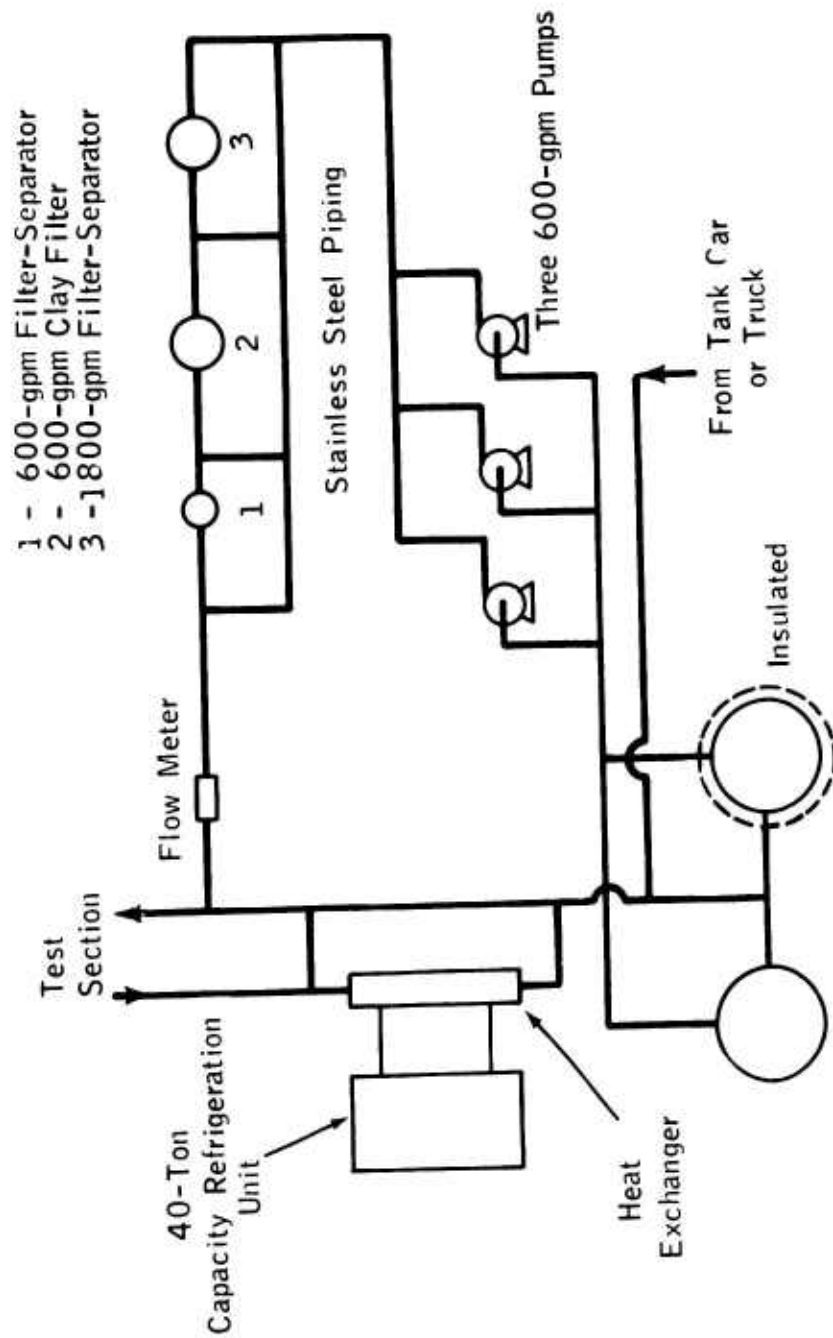 1 - 600-gpm Filter-Separator
2 - 600-gpm Clay Filter
3 -1800-gpm Filter-Separator
Test
Section
Flow Meter
1
2
3
Stainless Steel Piping
40-Ton
Capacity Refrigeration
Unit
Three 600-gpm Pumps
Heat
Exchanger
From Tank Car
or Truck
Insulated